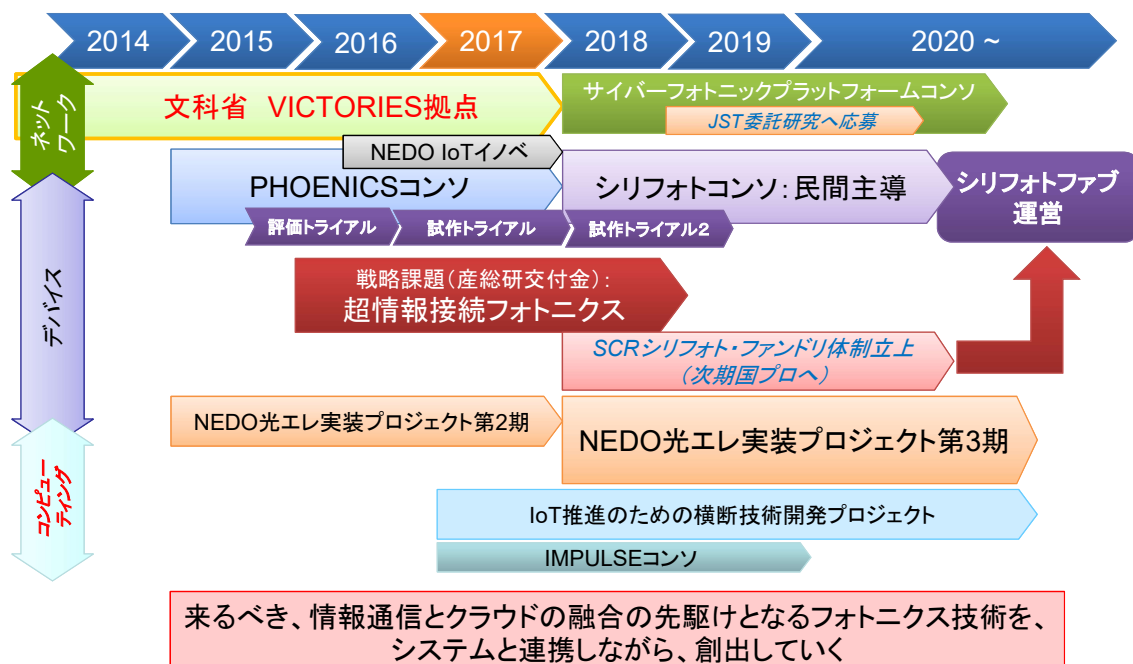 2014
2015
2016
2017
2018
2019
2020 ~
ネット
ワーク
文科省 VICTORIES拠点
サイバーフォトニックプラットフォームコンソ
JST委託研究へ応募
NEDO IoTイノベ
PHOENICSコンソ
シリフォトコンソ：民間主導
シリフォトファブ
運営
評価トライアル
試作トライアル
試作トライアル２
デバイス
戦略課題（産総研交付金）：
超情報接続フォトニクス
SCRシリフォト・ファンドリ体制立上
（次期国プロへ）
NEDO光エレ実装プロジェクト第2期
NEDO光エレ実装プロジェクト第3期
コンピュー
ティング
IoT推進のための横断技術開発プロジェクト
IMPULSEコンソ
来るべき、情報通信とクラウドの融合の先駆けとなるフォトニクス技術を、
システムと連携しながら、創出していく